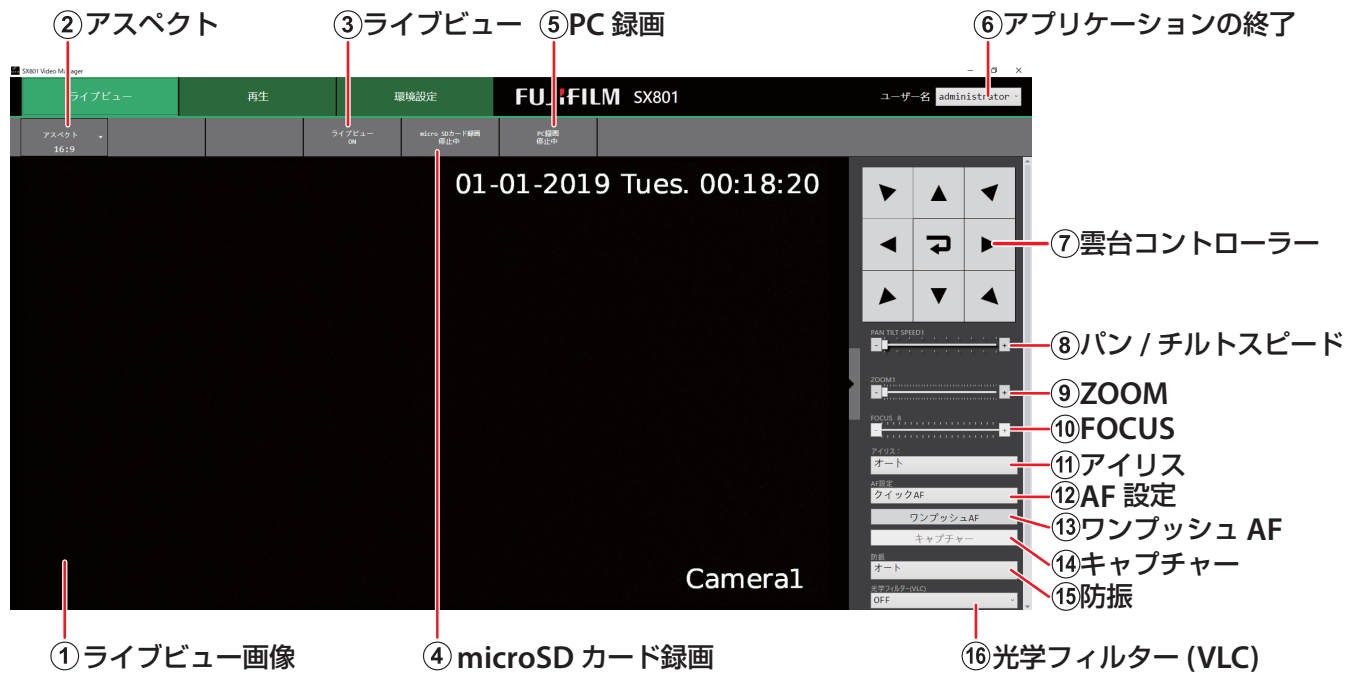 ②アスペクト
③ライブビュー
⑤PC 録画
⑥アプリケーションの終了
SX801 Video Manager
ライブビュー
再生
環境設定
FUJIFILM SX801
ユーザー名 administrator
アスペクト
16:9
ライブビュー
ON
micro SDカード録画
停止中
PC録画
停止中
01-01-2019 Tues. 00:18:20
⑦雲台コントローラー
PAN TILT SPEED1
- +
⑧パン / チルトスピード
ZOOM1
- +
⑨ZOOM
FOCUS 8
- +
⑩FOCUS
アイリス:
オート
⑪アイリス
AF設定
クイックAF
⑫AF 設定
ワンプッシュAF
⑬ワンプッシュ AF
キャプチャー
⑭キャプチャー
防振
オート
⑮防振
Camera1
光学フィルター(VLC)
OFF
①ライブビュー画像
④microSD カード録画
⑯光学フィルター (VLC)